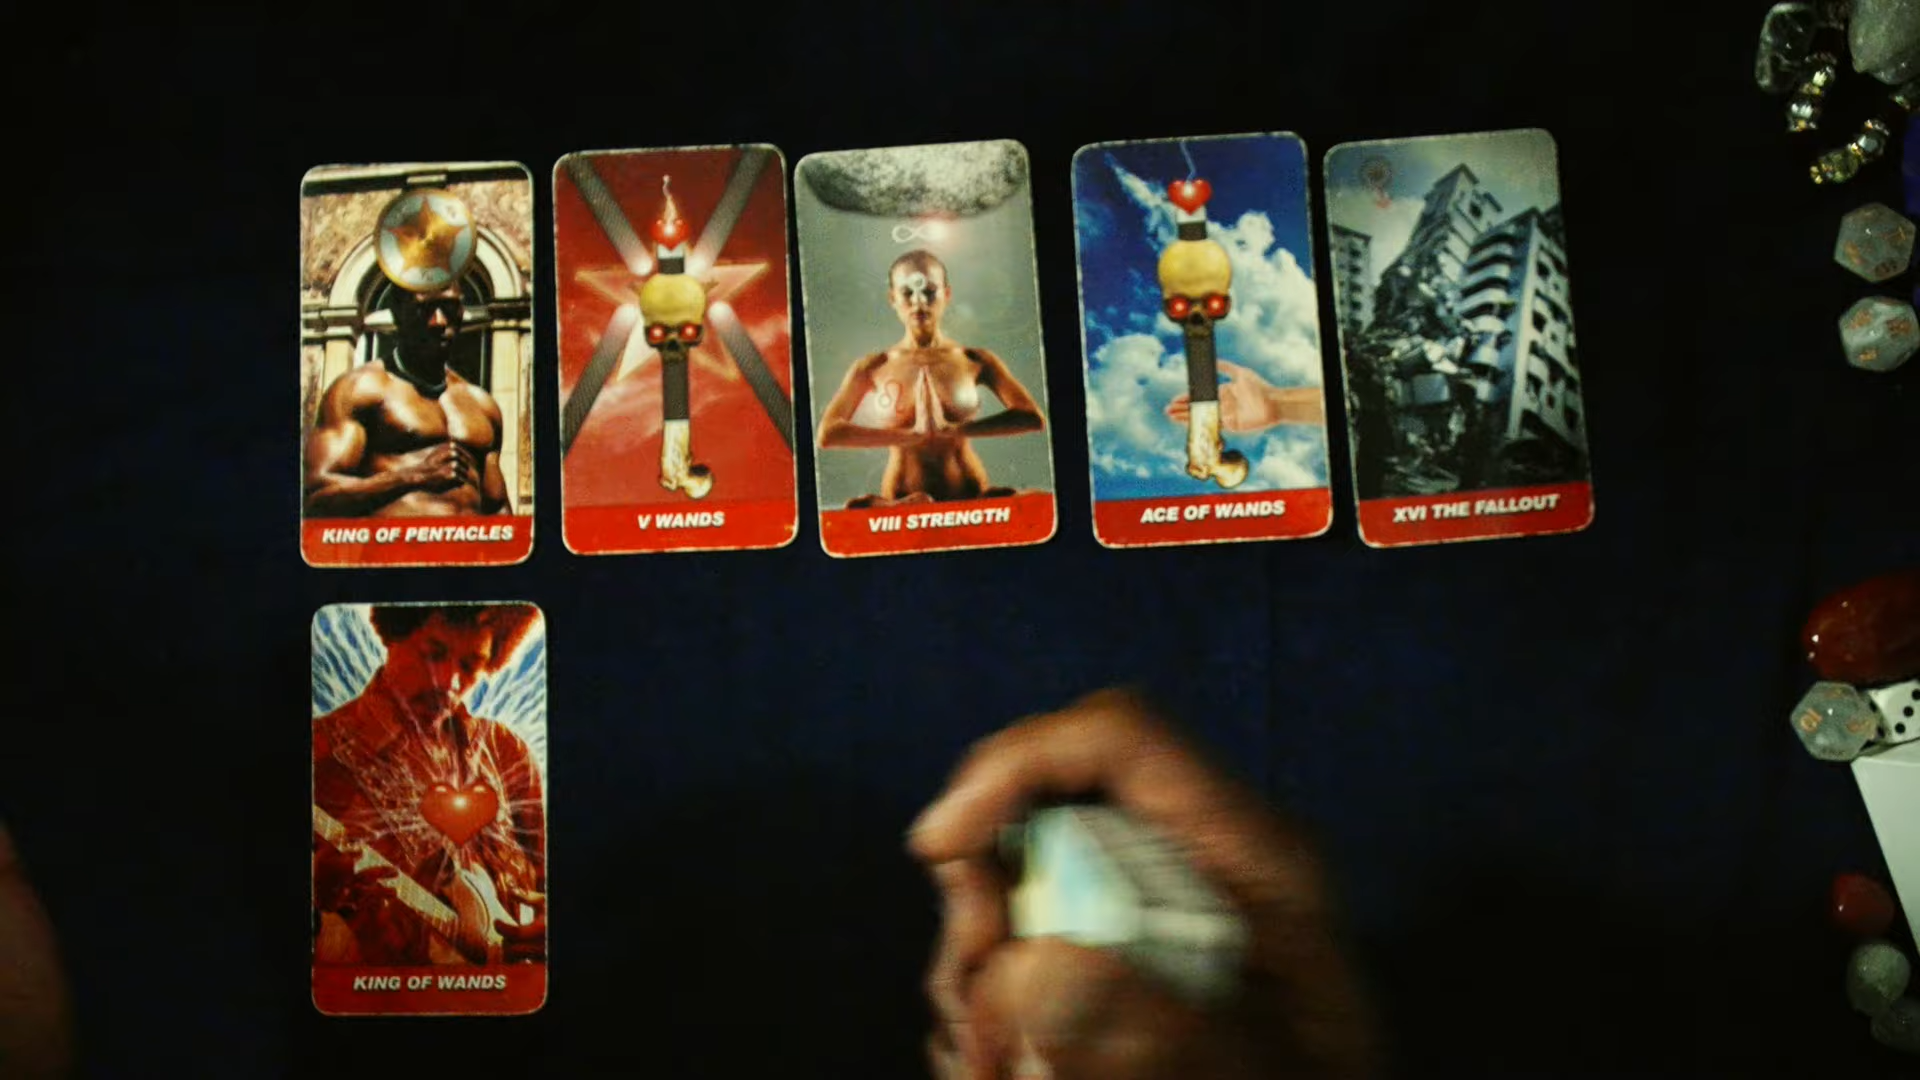 KING OF PENTACLES
V WANDS
VIII STRENGTH
ACE OF WANDS
XVI THE FALLOUT
KING OF WANDS